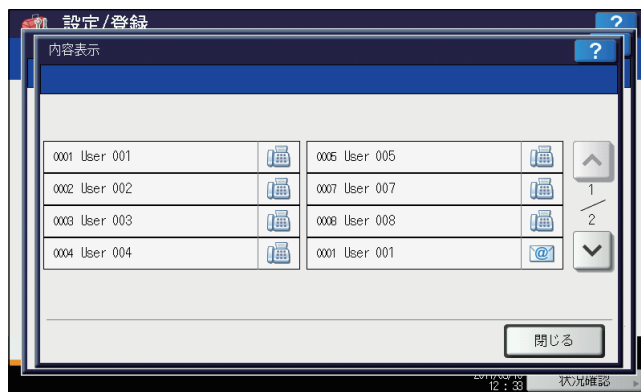 設定/登録
?
内容表示
?
0001 User 001
0002 User 002
0003 User 003
0004 User 004
0005 User 005
0007 User 007
0008 User 008
0001 User 001
@
1
/
2
閉じる
12:33
状況確認